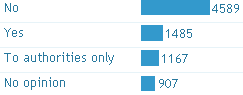 No 4589
Yes 1485
To authorities only 1167
No opinion 907